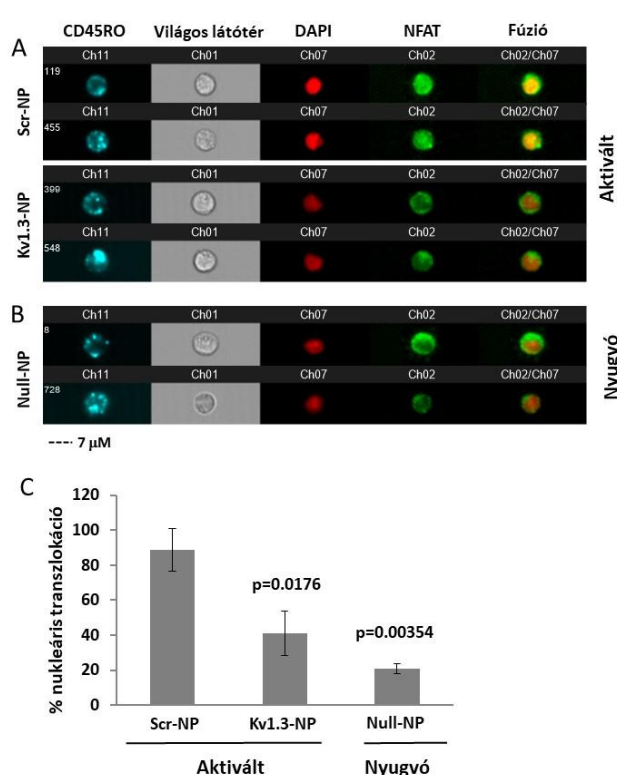 CD45RO Világos látótér DAPI NFAT Fúzió
A
Ch11 Ch01 Ch07 Ch02 Ch02/Ch07
119
Scr-NP
Ch11 Ch01 Ch07 Ch02 Ch02/Ch07
455
Ch11 Ch01 Ch07 Ch02 Ch02/Ch07
399
Kv1.3-NP
Ch11 Ch01 Ch07 Ch02 Ch02/Ch07
548
Aktivált
B
Ch11 Ch01 Ch07 Ch02 Ch02/Ch07
8
Null-NP
Ch11 Ch01 Ch07 Ch02 Ch02/Ch07
728
Nyugvó
7 µM
C
% nukleáris transzlokáció
120
100
80
60
40
20
0
p=0.0176
p=0.00354
Scr-NP Kv1.3-NP Null-NP
Aktivált Nyugvó